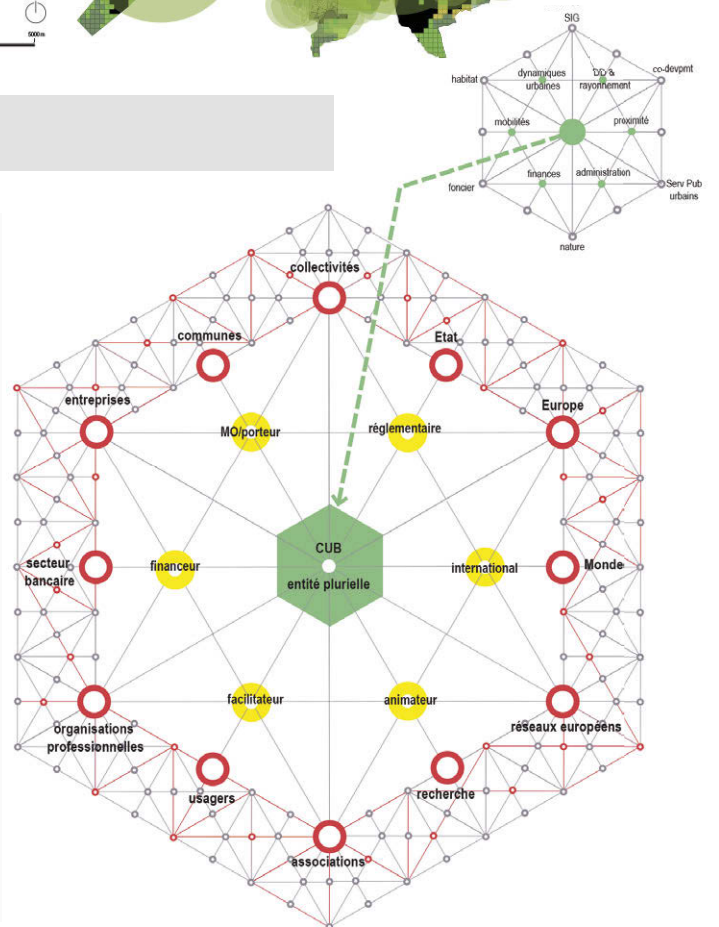 5000m
SIG
dynamiques
urbaines
DD &
rayonnement
co-devpmt
habitat
mobilités
proximité
finances
administration
foncier
Serv Pub
urbains
nature
collectivités
communes
Etat
entreprises
Europe
MO/porteur
réglementaire
CUB
entité plurielle
secteur
bancaire
financeur
international
Monde
facilitateur
animateur
organisations
professionnelles
réseaux européens
usagers
recherche
associations